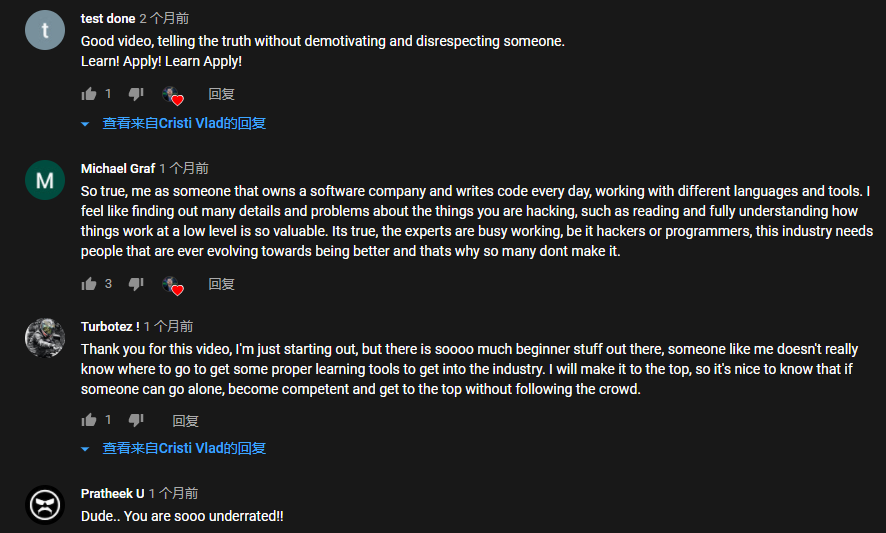 t
test done 2 个月前
Good video, telling the truth without demotivating and disrespecting someone.
Learn! Apply! Learn Apply!
1 回复
查看来自Cristi Vlad的回复
M
Michael Graf 1 个月前
So true, me as someone that owns a software company and writes code every day, working with different languages and tools. I
feel like finding out many details and problems about the things you are hacking, such as reading and fully understanding how
things work at a low level is so valuable. Its true, the experts are busy working, be it hackers or programmers, this industry needs
people that are ever evolving towards being better and thats why so many dont make it.
3 回复
Turbotez ! 1 个月前
Thank you for this video, I'm just starting out, but there is soooo much beginner stuff out there, someone like me doesn't really
know where to go to get some proper learning tools to get into the industry. I will make it to the top, so it's nice to know that if
someone can go alone, become competent and get to the top without following the crowd.
1 回复
查看来自Cristi Vlad的回复
Pratheek U 1 个月前
Dude.. You are sooo underrated!!